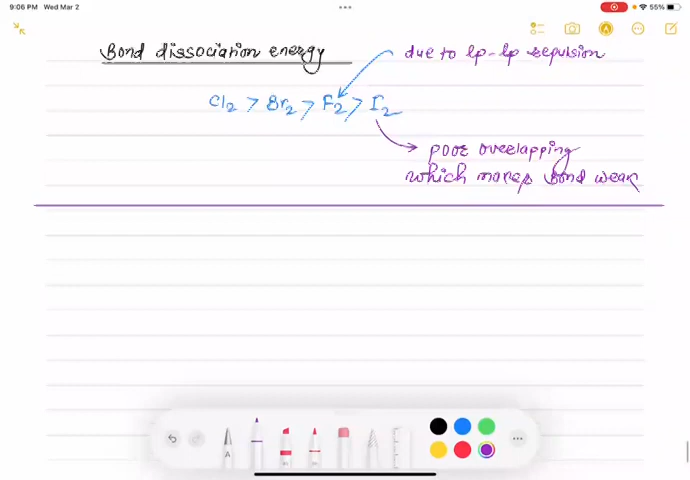 9:06 PM Wed Mar 2
55%
Bond dissociation energy
due to lp-lp repulsion
Cl2 > Br2 > F2 > I2
poor overlapping
which makes Bond weak
A